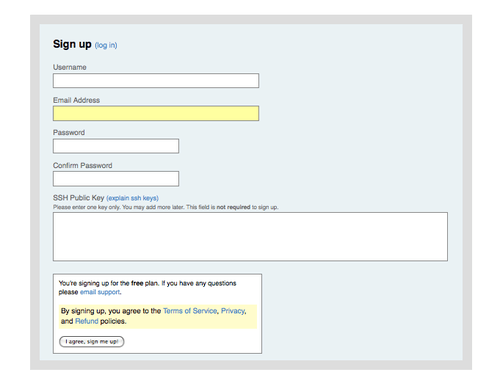 Sign up (log in)
Username
Email Address
Password
Confirm Password
SSH Public Key (explain ssh keys)
Please enter one key only. You may add more later. This field is not required to sign up.
You're signing up for the free plan. If you have any questions
please email support.
By signing up, you agree to the Terms of Service, Privacy,
and Refund policies.
I agree, sign me up!